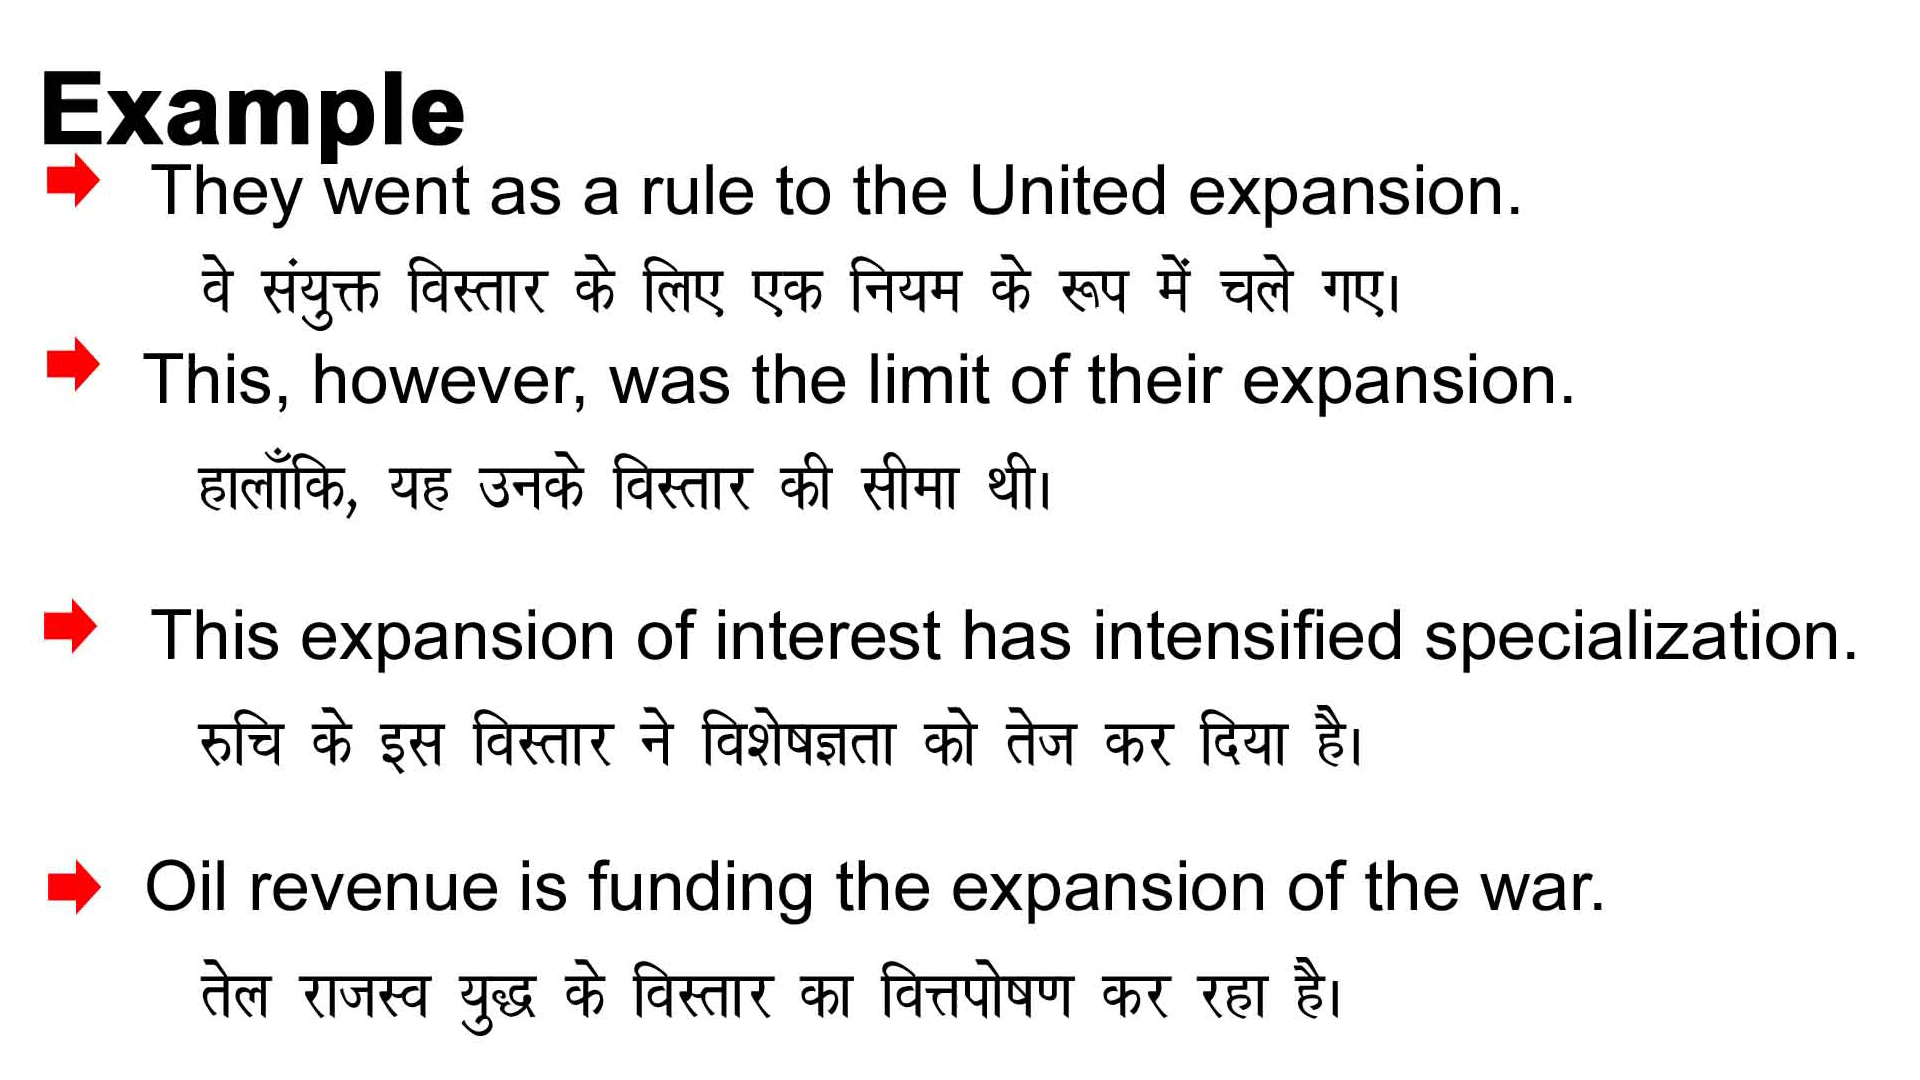 Example
They went as a rule to the United expansion.
वे संयुक्त विस्तार के लिए एक नियम के रूप में चले गए।
This, however, was the limit of their expansion.
हालाँकि, यह उनके विस्तार की सीमा थी।
This expansion of interest has intensified specialization.
रुचि के इस विस्तार ने विशेषज्ञता को तेज कर दिया है।
Oil revenue is funding the expansion of the war.
तेल राजस्व युद्ध के विस्तार का वित्तपोषण कर रहा है।